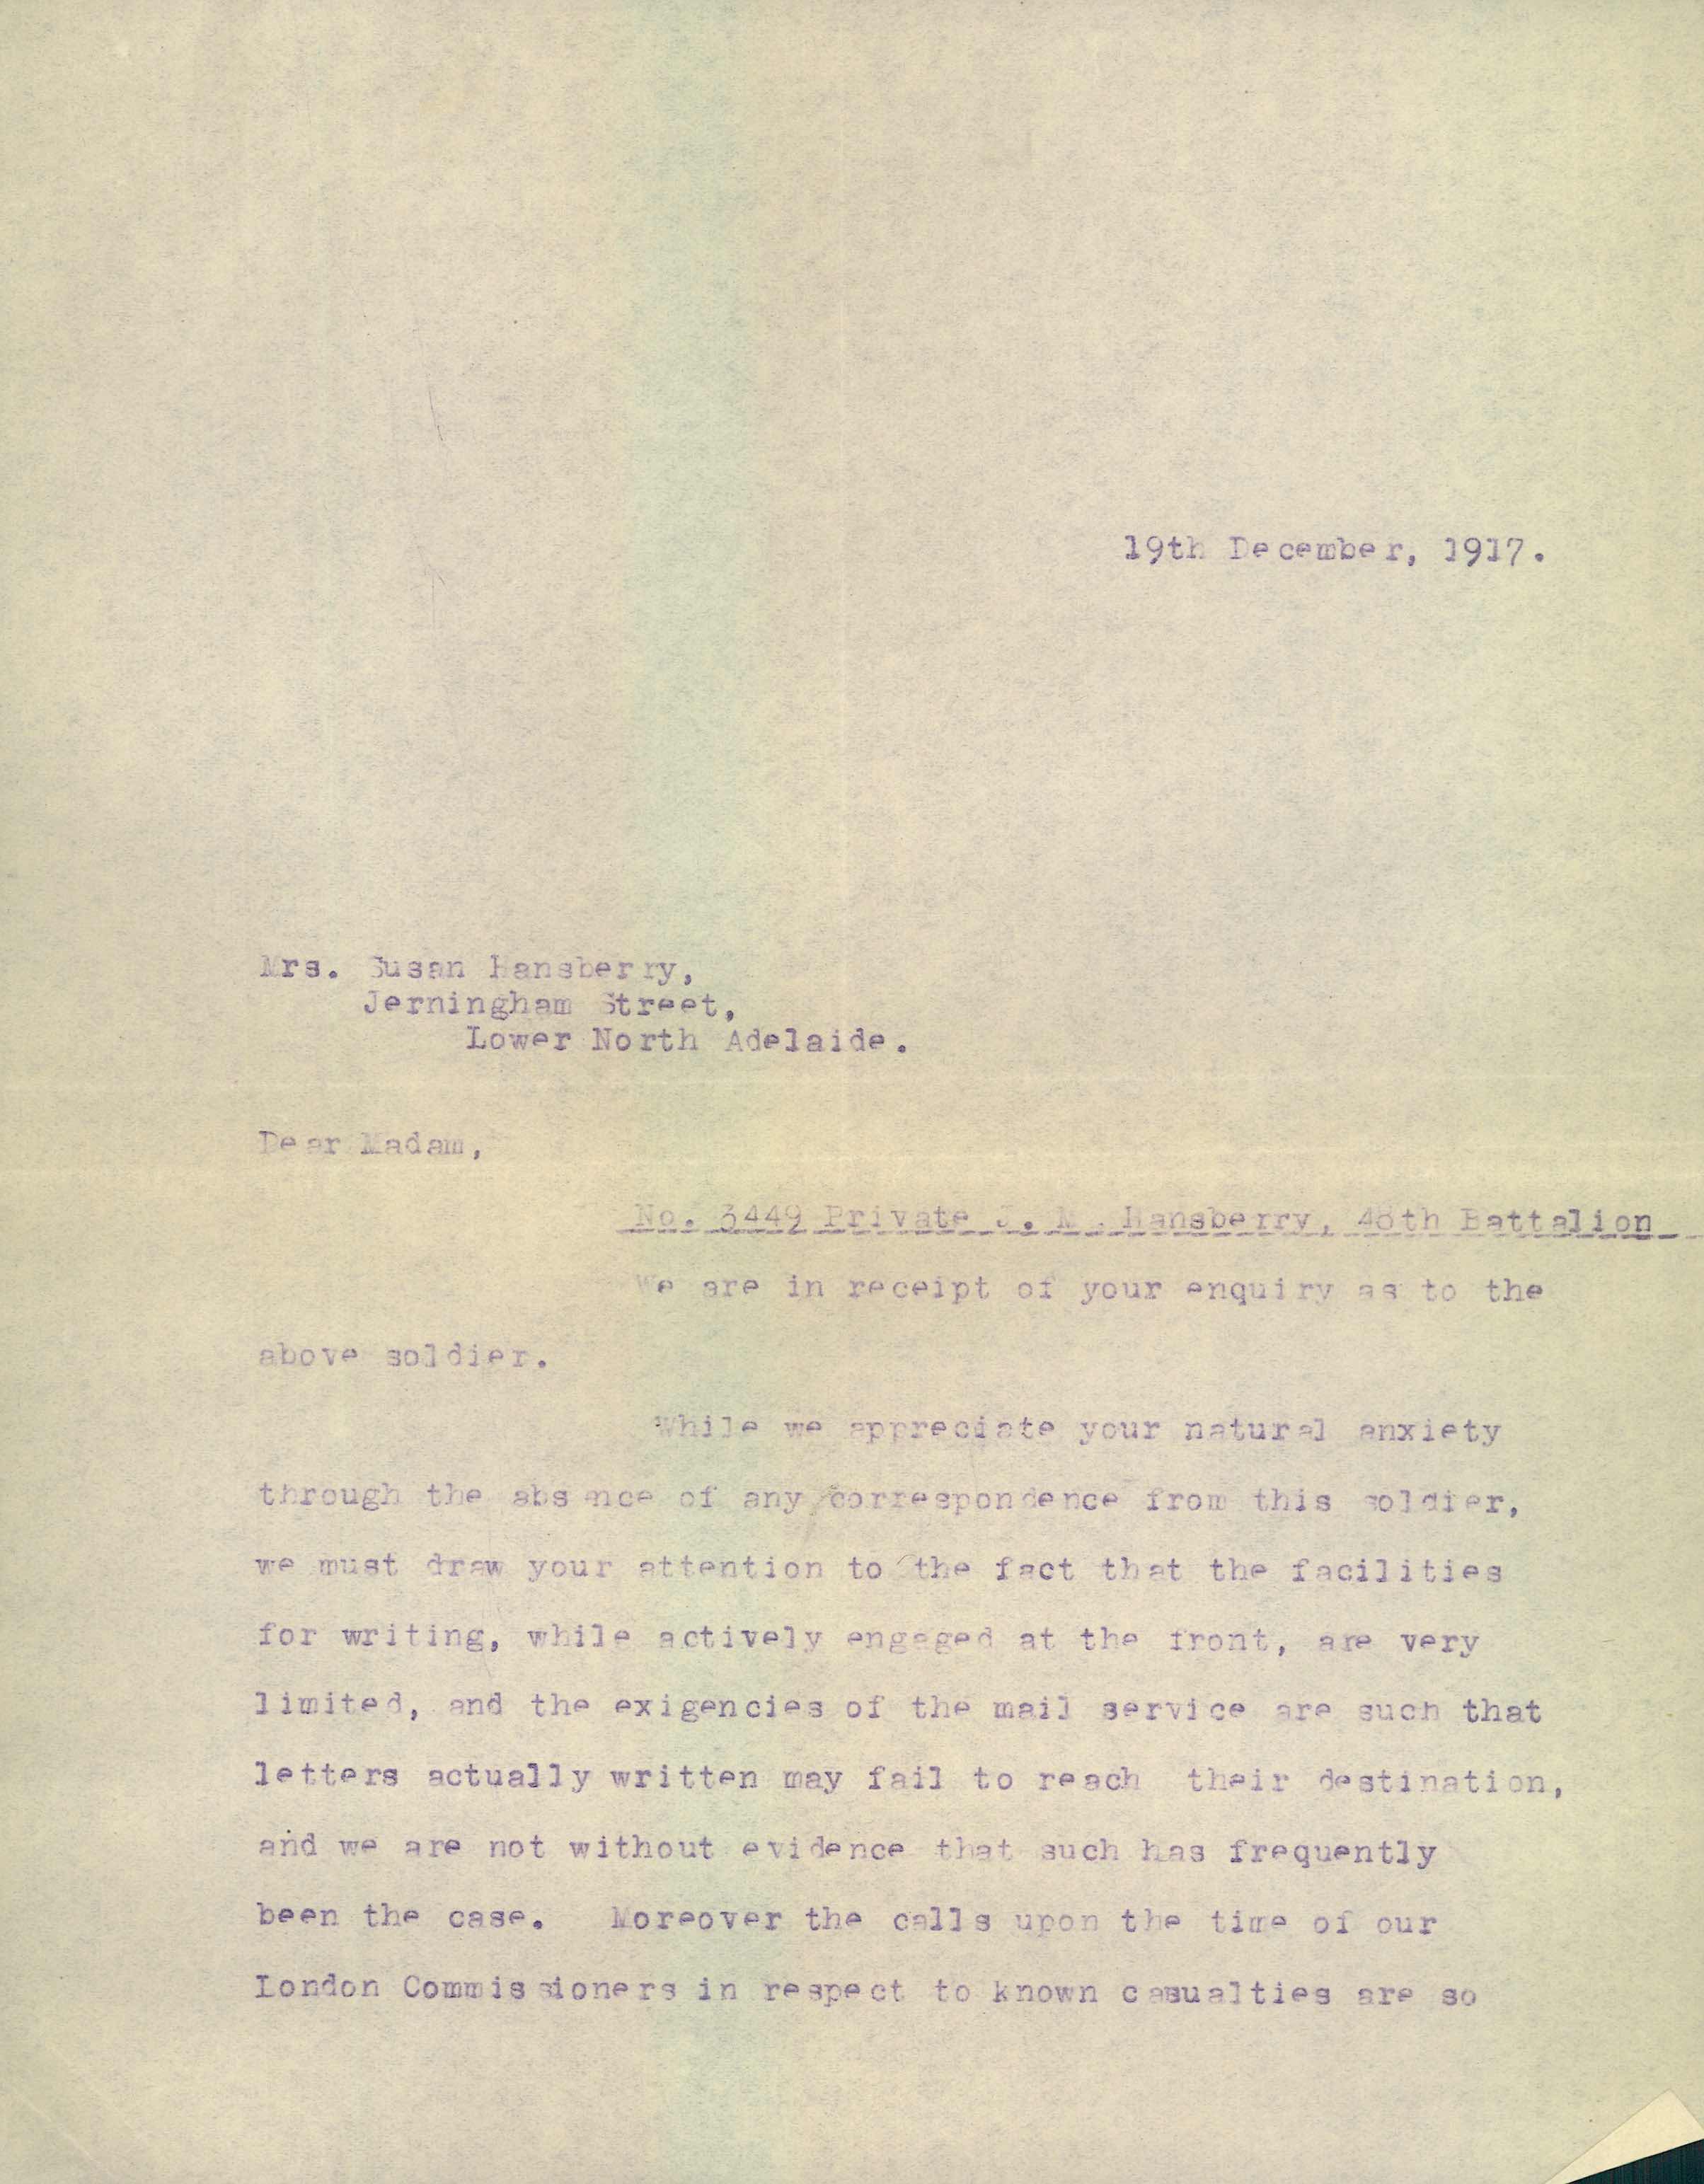 19th December, 1917.
Mrs. Susan Hansberry,
Jerningham Street,
Lower North Adelaide.
Dear Madam,
No. 3449 Private J. M. Hansberry, 48th Battalion
We are in receipt of your enquiry as to the
above soldier.
While we appreciate your natural anxiety
through the absence of any correspondence from this soldier,
we must draw your attention to the fact that the facilities
for writing, while actively engaged at the front, are very
limited, and the exigencies of the mail service are such that
letters actually written may fail to reach their destination,
and we are not without evidence that such has frequently
been the case. Moreover the calls upon the time of our
London Commissioners in respect to known casualties are so